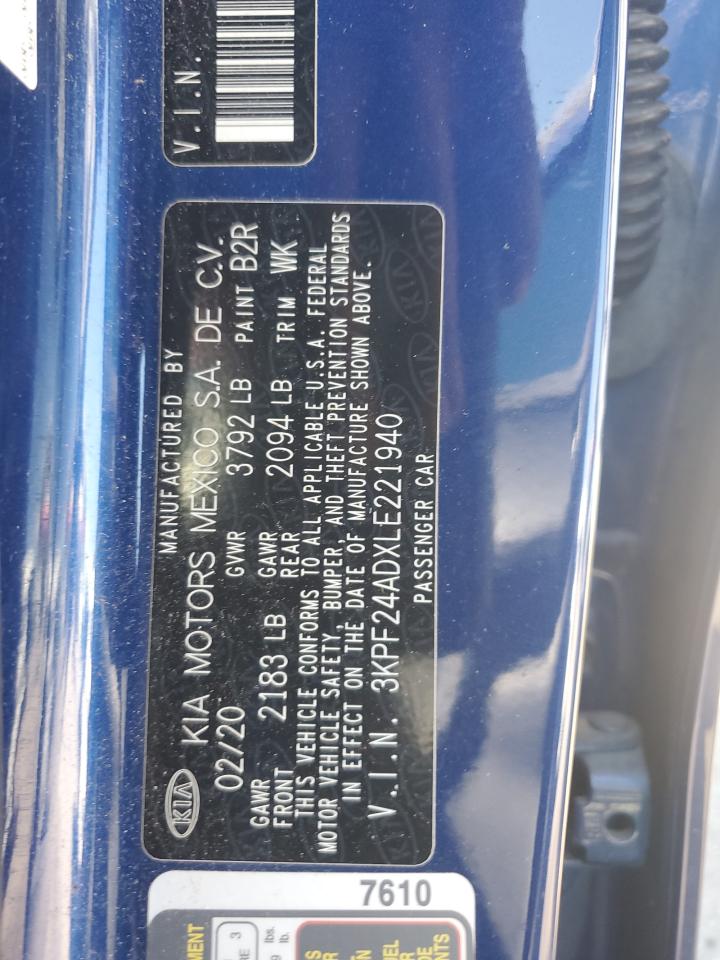 V.I.N.
MANUFACTURED BY
KIA KIA MOTORS MEXICO S.A. DE C.V.
02/20 GVWR 3792 LB PAINT B2R
GAWR FRONT 2183 LB GAWR REAR 2094 LB TRIM WK
THIS VEHICLE CONFORMS TO ALL APPLICABLE U.S.A. FEDERAL
MOTOR VEHICLE SAFETY, BUMPER, AND THEFT PREVENTION STANDARDS
IN EFFECT ON THE DATE OF MANUFACTURE SHOWN ABOVE.
V.I.N. 3KPF24ADXLE221940
PASSENGER CAR
7610